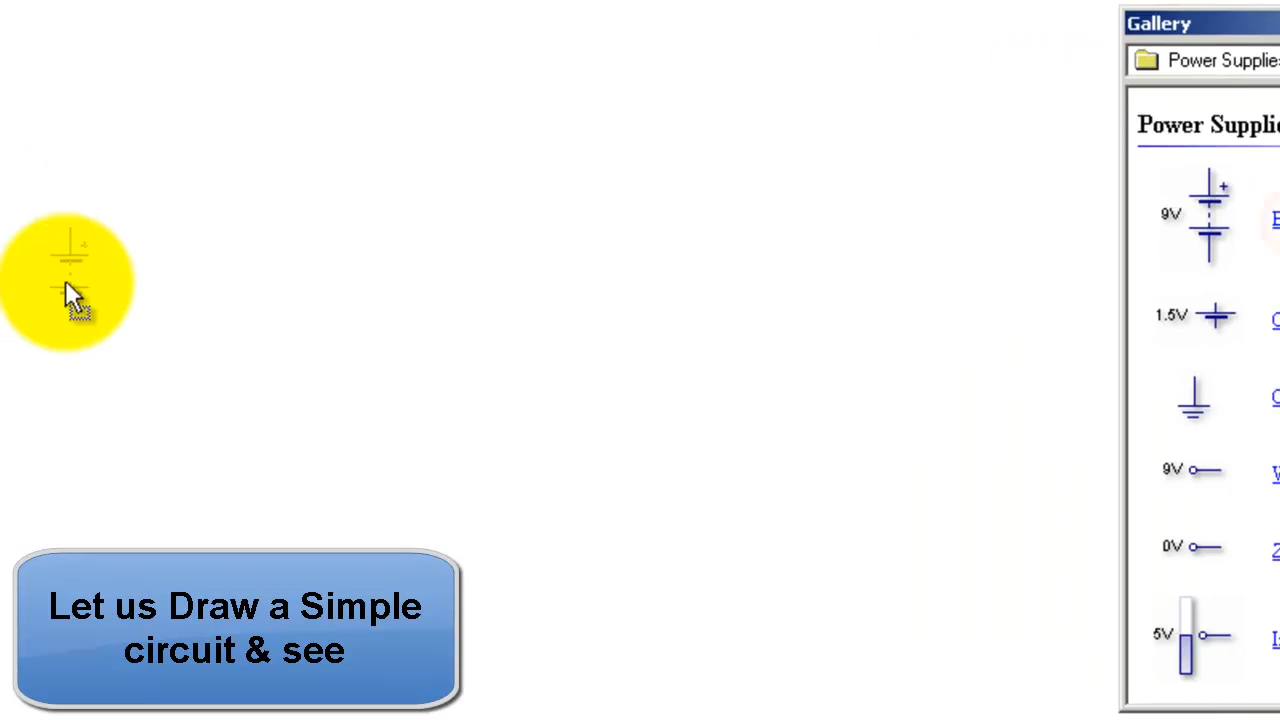 Gallery
Power Supplie
Power Supplie
9V
1.5V
9V
0V
5V
Let us Draw a Simple
circuit & see